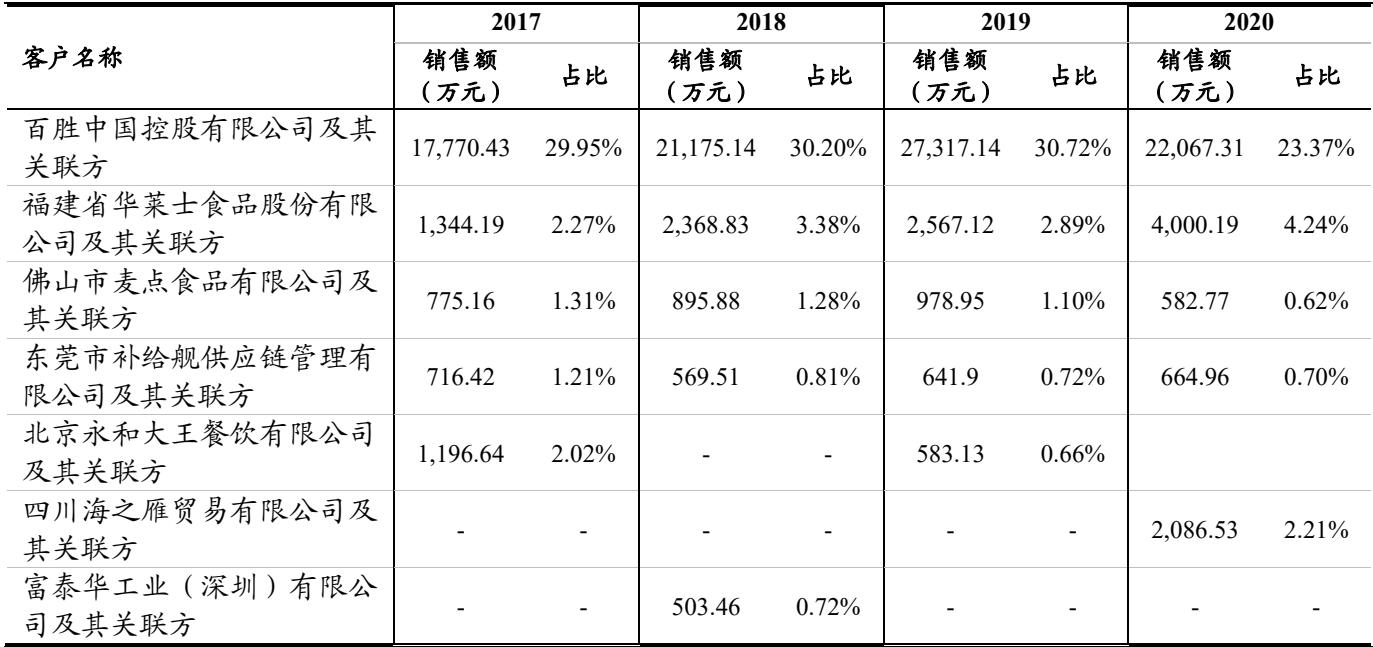 客户名称 2017 2018 2019 2020
销售额（万元） 占比 销售额（万元） 占比 销售额（万元） 占比 销售额（万元） 占比
百胜中国控股有限公司及其
关联方 17,770.43 29.95% 21,175.14 30.20% 27,317.14 30.72% 22,067.31 23.37%
福建省华莱士食品股份有限
公司及其关联方 1,344.19 2.27% 2,368.83 3.38% 2,567.12 2.89% 4,000.19 4.24%
佛山市麦点食品有限公司及
其关联方 775.16 1.31% 895.88 1.28% 978.95 1.10% 582.77 0.62%
东莞市补给舰供应链管理有
限公司及其关联方 716.42 1.21% 569.51 0.81% 641.9 0.72% 664.96 0.70%
北京永和大王餐饮有限公司
及其关联方 1,196.64 2.02% - - 583.13 0.66%
四川海之雁贸易有限公司及
其关联方 - - - - - - 2,086.53 2.21%
富泰华工业（深圳）有限公
司及其关联方 - - 503.46 0.72% - - - -